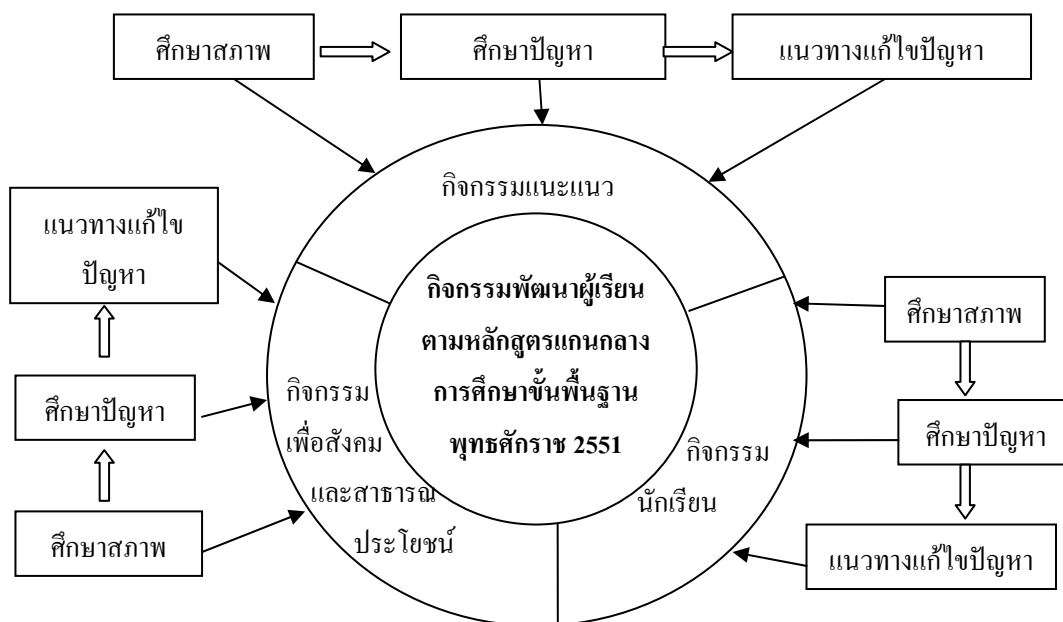 ศึกษาสภาพ
ศึกษาปัญหา
แนวทางแก้ไขปัญหา
กิจกรรมแนะแนว
แนวทางแก้ไข
ปัญหา
ศึกษาปัญหา
ศึกษาสภาพ
กิจกรรมพัฒนาผู้เรียน
ตามหลักสูตรแกนกลาง
การศึกษาขั้นพื้นฐาน
พุทธศักราช 2551
กิจกรรม
เพื่อสังคม
และสาธารณ
ประโยชน์
กิจกรรม
นักเรียน
ศึกษาสภาพ
ศึกษาปัญหา
แนวทางแก้ไขปัญหา